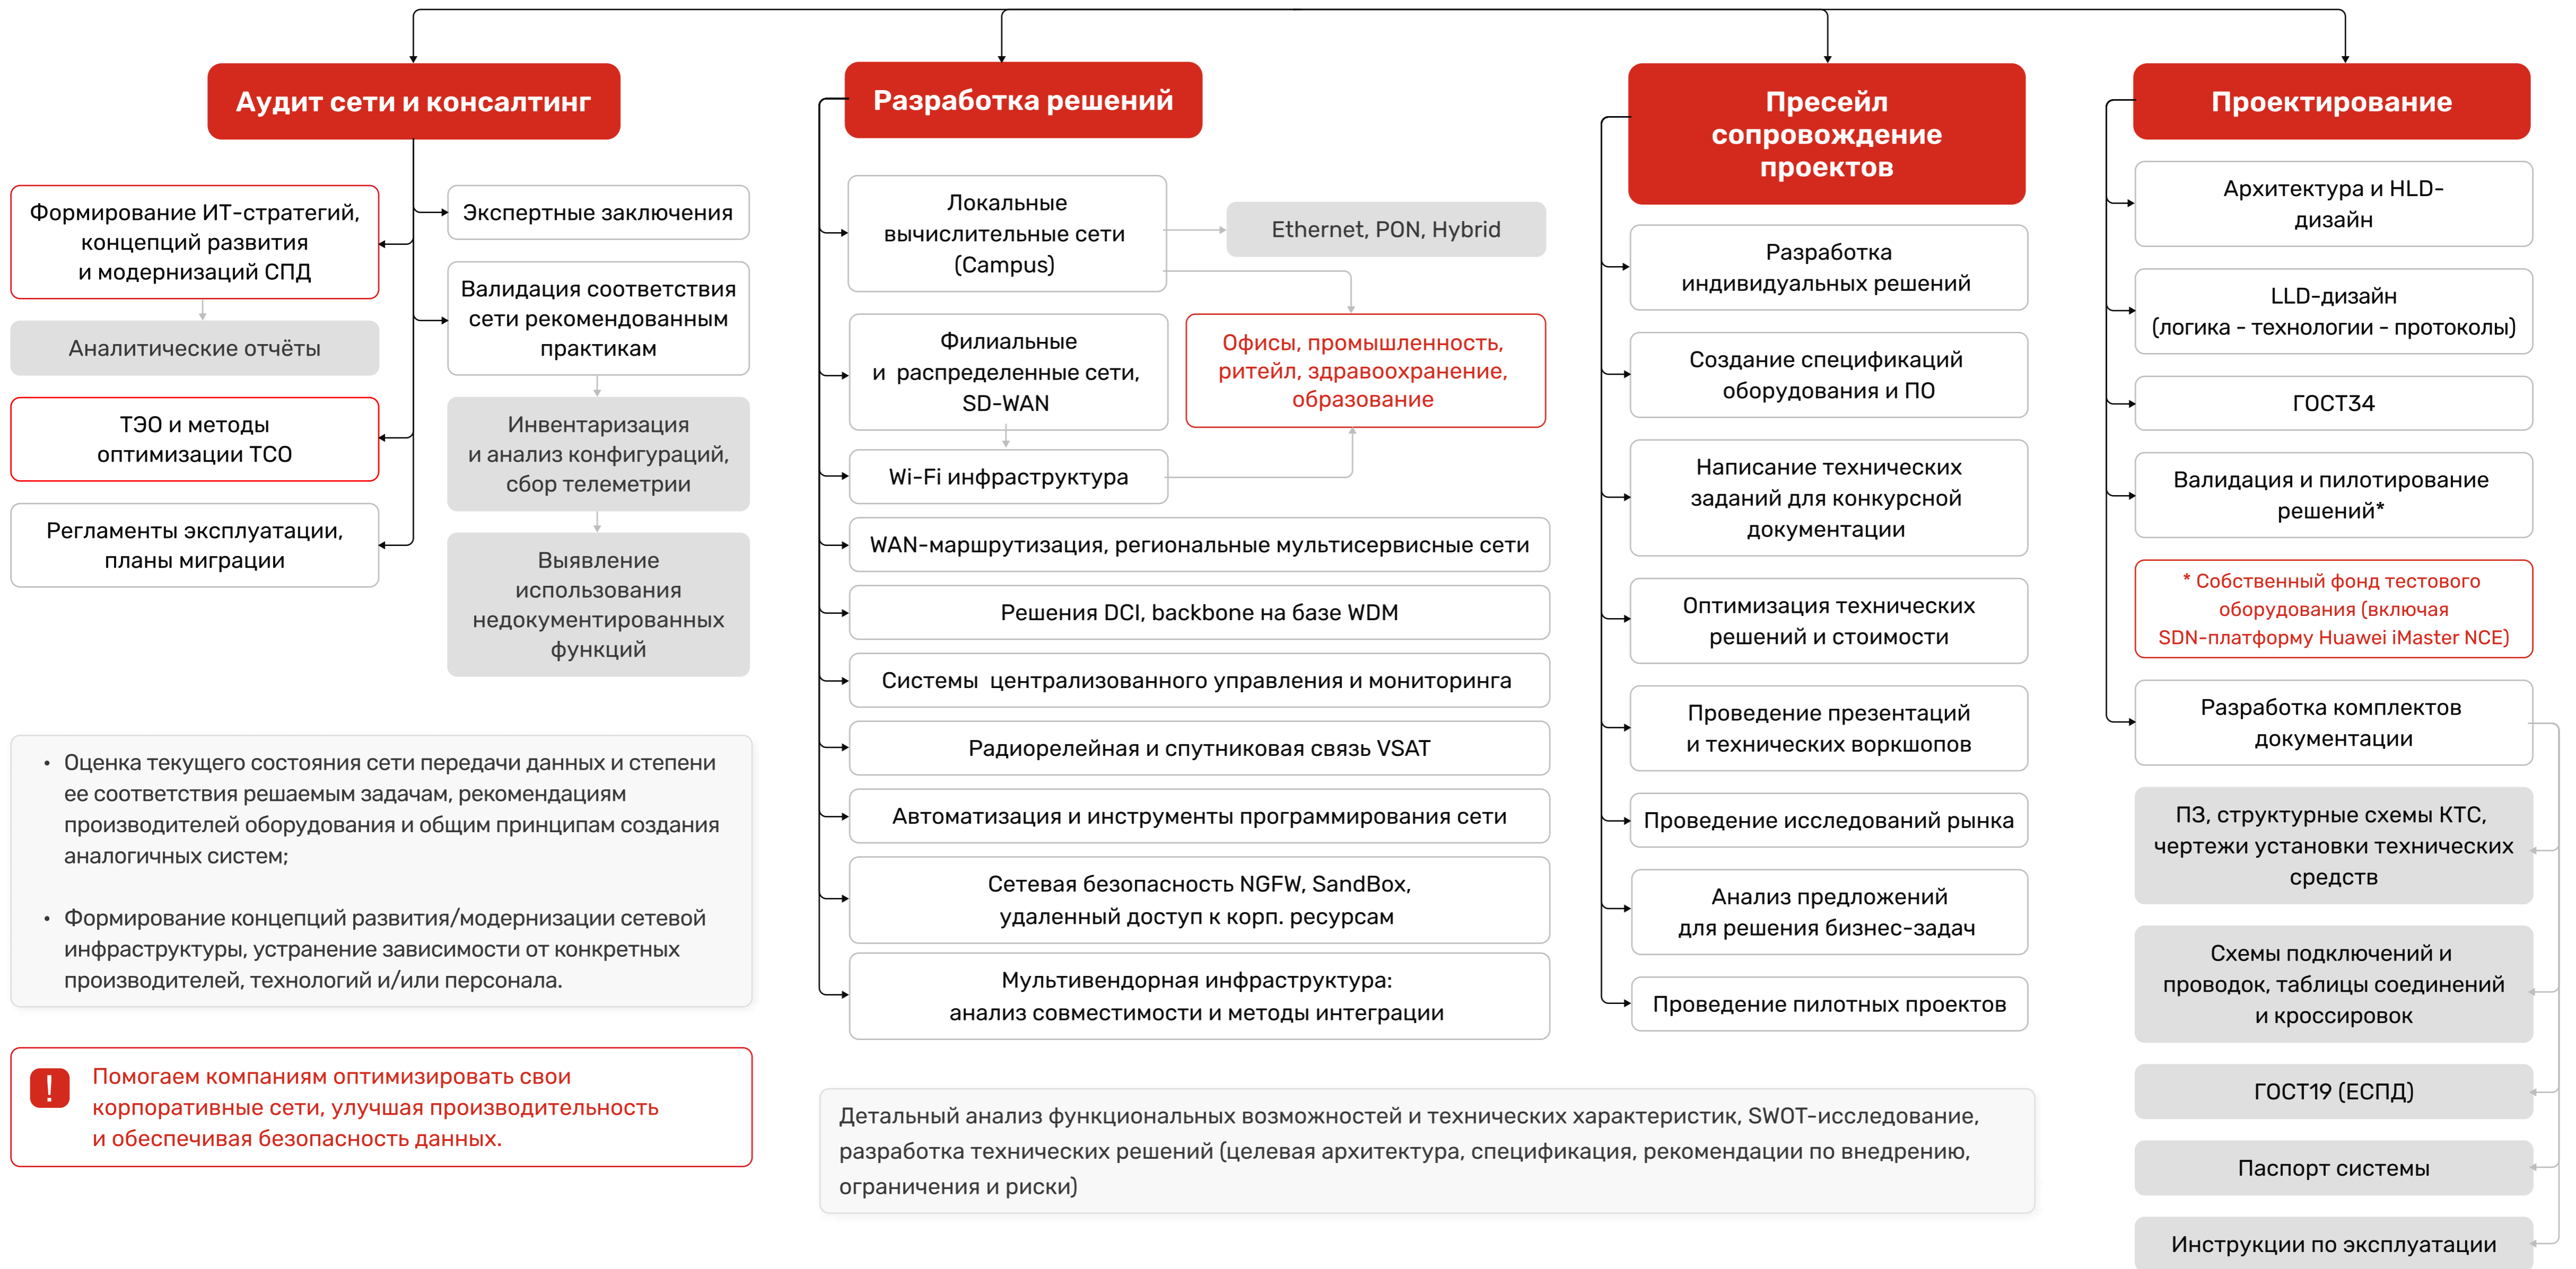 Аудит сети и консалтинг
Формирование ИТ-стратегий,
концепций развития
и модернизаций СПД
Аналитические отчёты
ТЭО и методы
оптимизации TCO
Регламенты эксплуатации,
планы миграции
Экспертные заключения
Валидация соответствия
сети рекомендованным
практикам
Инвентаризация
и анализ конфигураций,
сбор телеметрии
Выявление
использования
недокументированных
функций
• Оценка текущего состояния сети передачи данных и степени
ее соответствия решаемым задачам, рекомендациям
производителей оборудования и общим принципам создания
аналогичных систем;
• Формирование концепций развития/модернизации сетевой
инфраструктуры, устранение зависимости от конкретных
производителей, технологий и/или персонала.
! Помогаем компаниям оптимизировать свои
корпоративные сети, улучшая производительность
и обеспечивая безопасность данных.
Разработка решений
Локальные
вычислительные сети
(Campus)
Ethernet, PON, Hybrid
Филиальные
и распределенные сети,
SD-WAN
Офисы, промышленность,
ритейл, здравоохранение,
образование
Wi-Fi инфраструктура
WAN-маршрутизация, региональные мультисервисные сети
Решения DCI, backbone на базе WDM
Системы централизованного управления и мониторинга
Радиорелейная и спутниковая связь VSAT
Автоматизация и инструменты программирования сети
Сетевая безопасность NGFW, SandBox,
удаленный доступ к корп. ресурсам
Мультивендорная инфраструктура:
анализ совместимости и методы интеграции
Пресейл
сопровождение
проектов
Разработка
индивидуальных решений
Создание спецификаций
оборудования и ПО
Написание технических
заданий для конкурсной
документации
Оптимизация технических
решений и стоимости
Проведение презентаций
и технических воркшопов
Проведение исследований рынка
Анализ предложений
для решения бизнес-задач
Проведение пилотных проектов
Детальный анализ функциональных возможностей и технических характеристик, SWOT-исследование,
разработка технических решений (целевая архитектура, спецификация, рекомендации по внедрению,
ограничения и риски)
Проектирование
Архитектура и HLD-
дизайн
LLD-дизайн
(логика - технологии - протоколы)
ГОСТ34
Валидация и пилотирование
решений*
* Собственный фонд тестового
оборудования (включая
SDN-платформу Huawei iMaster NCE)
Разработка комплектов
документации
ПЗ, структурные схемы КТС,
чертежи установки технических
средств
Схемы подключений и
проводок, таблицы соединений
и кроссировок
ГОСТ19 (ЕСПД)
Паспорт системы
Инструкции по эксплуатации